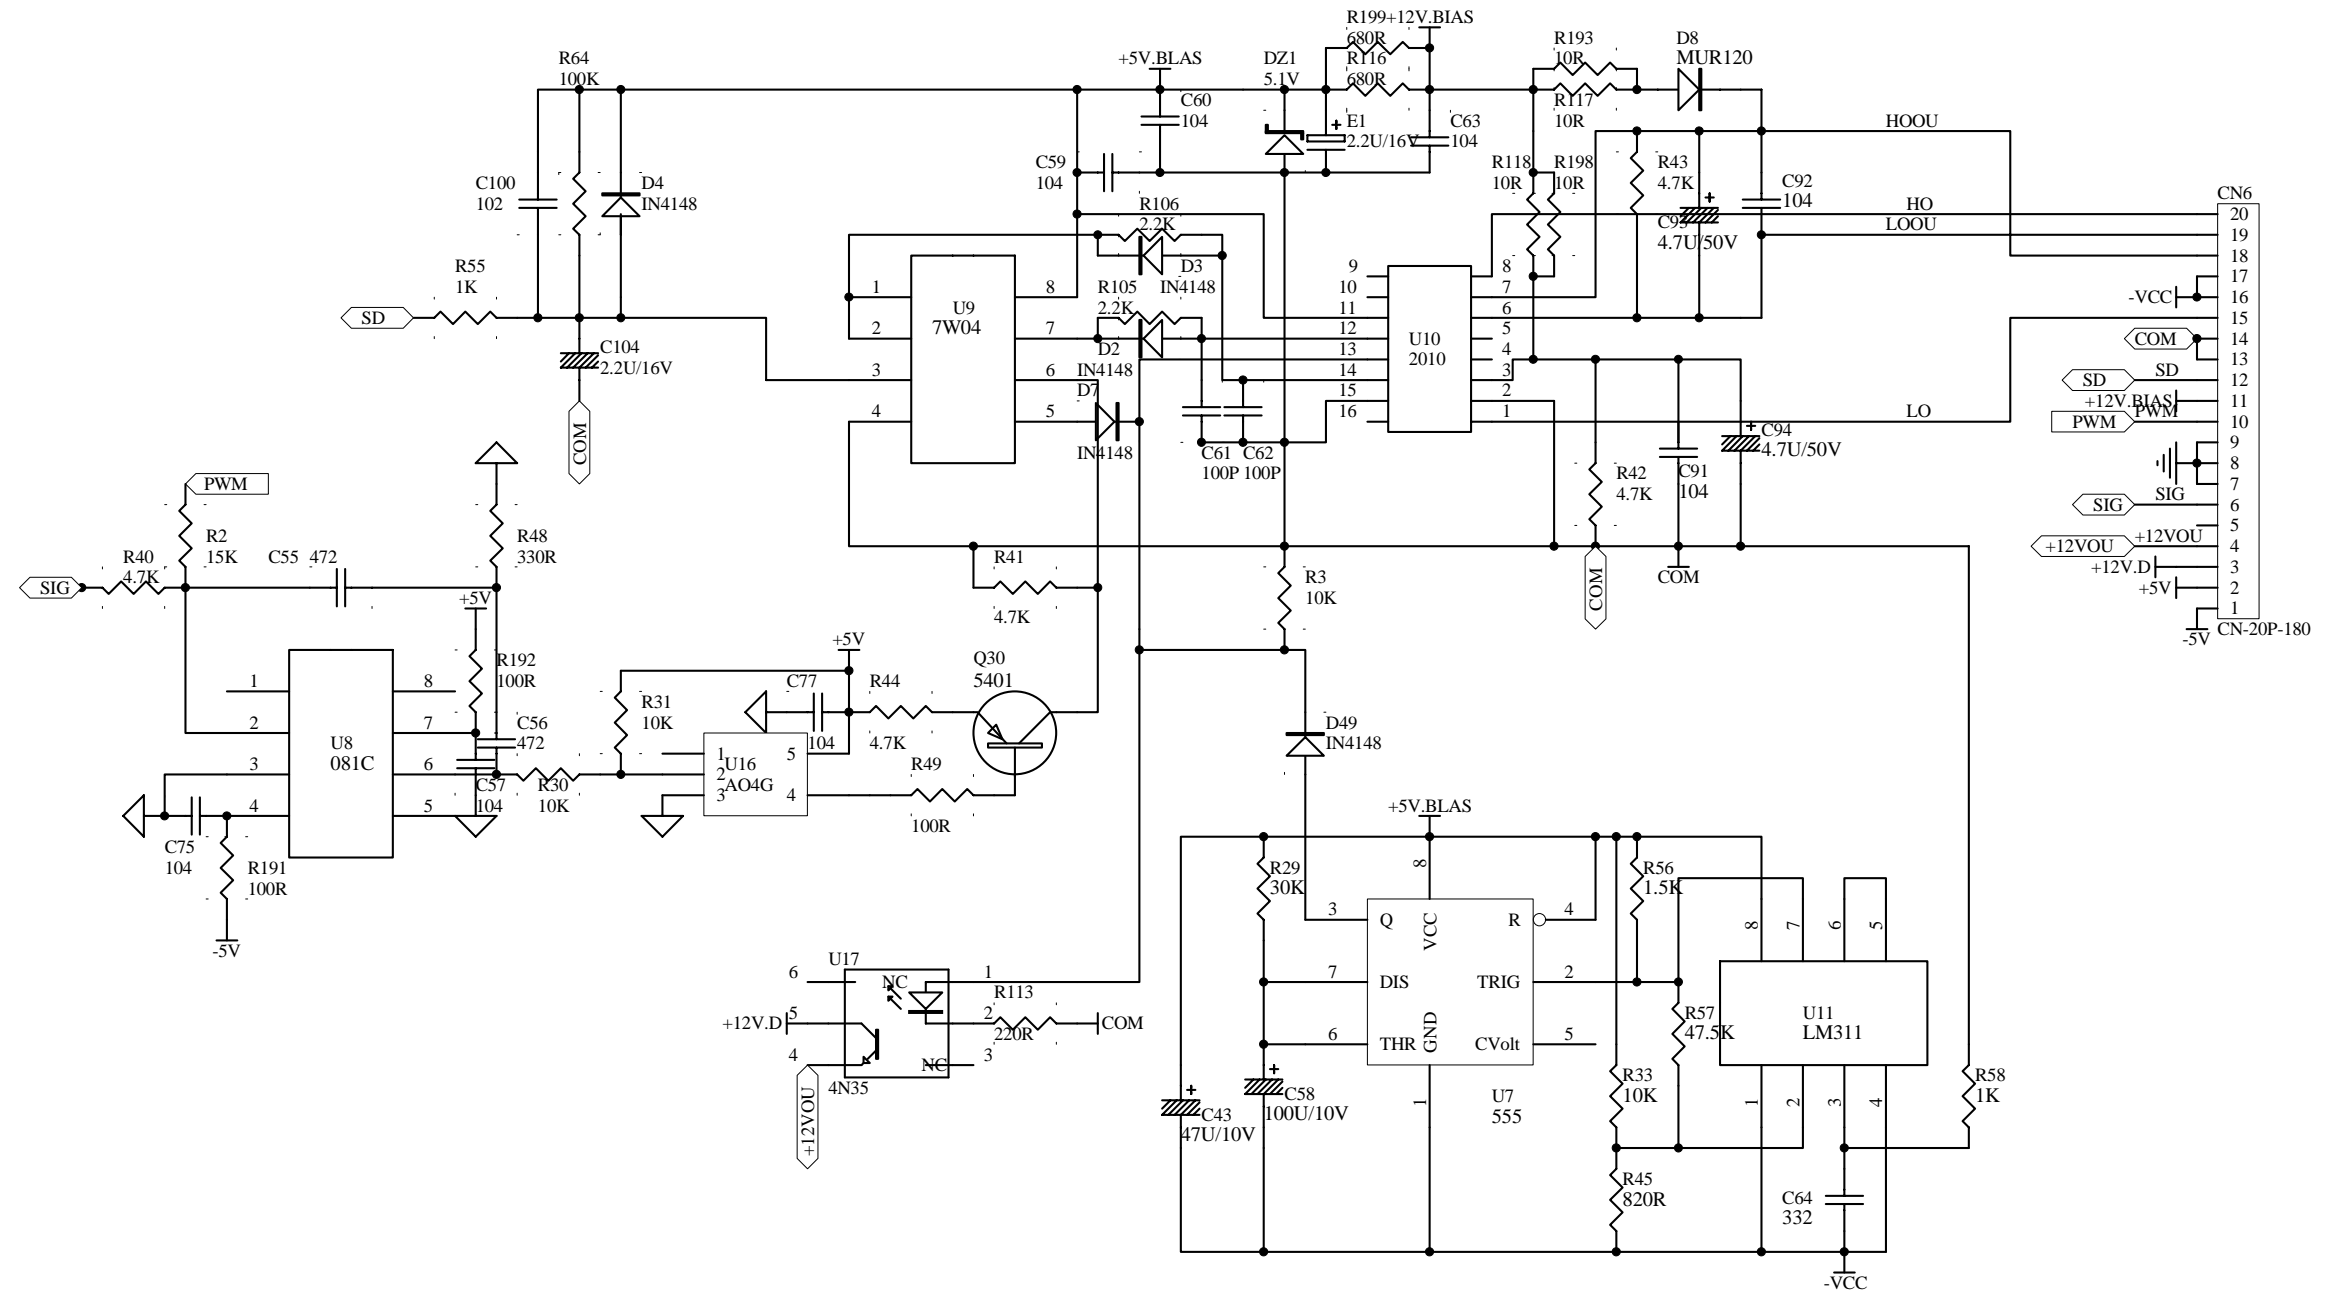 R199+12V.BIAS
680R
R116
680R
R193
10R
R117
10R
D8
MUR120
R64
100K
+5V.BLAS
DZ1
5.1V
C60
104
E1
2.2U/16V
C63
104
HOOU
C59
104
R118
10R
R198
10R
R43
4.7K
C92
104
C100
102
D4
IN4148
CN6
R106
2.2K
HO
20
C93
4.7U/50V
LOOU
19
18
R55
1K
D3
IN4148
9
10
11
12
13
14
15
16
U10
2010
8
7
6
5
4
3
2
1
17
-VCC
16
SD
R105
2.2K
1
2
3
4
U9
7W04
8
7
6
5
15
COM
14
13
C104
2.2U/16V
D2
IN4148
D7
IN4148
SD
SD
12
+12V.BIAS
11
LO
PWM
PWM
10
COM
C61
100P
C62
100P
C94
4.7U/50V
9
8
7
PWM
R42
4.7K
C91
104
SIG
SIG
6
5
R2
15K
R48
330R
C55 472
+12VOU
+12VOU
4
SIG
R40
4.7K
R41
4.7K
R3
10K
COM
COM
+12V.D
3
+5V
2
1
-5V
CN-20P-180
+5V
R192
100R
+5V
Q30
5401
C77
104
R44
4.7K
R31
10K
1
2
3
4
U8
081C
8
7
6
5
C56
472
C57
104
R30
10K
1
2
3
U16
AO4G
5
4
R49
100R
D49
IN4148
C75
104
R191
100R
-5V
+5V.BLAS
R29
30K
8
R56
1.5K
3
Q
VCC
R
4
8
7
6
5
U17
6
NC
1
+12V.D
5
R113
2
220R
COM
4
NC
3
4N35
+12VOU
7
DIS
TRIG
2
6
THR
GND
CVolt
5
R57
47.5K
U11
LM311
C43
47U/10V
C58
100U/10V
1
U7
555
R33
10K
1
2
3
4
R58
1K
R45
820R
C64
332
-VCC